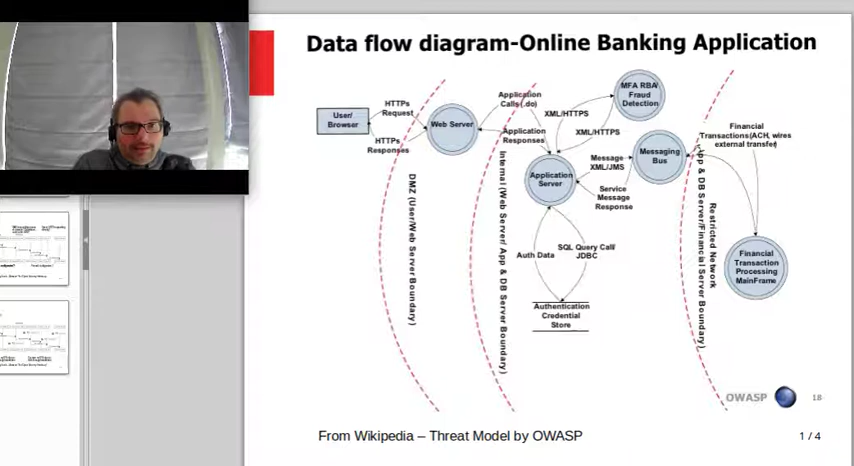 Data flow diagram-Online Banking Application
User/
Browser
HTTPs
Request
HTTPs
Responses
Web Server
Application
Calls (.do)
Application
Responses
XML/HTTPS
XML/HTTPS
MFA RBA/
Fraud
Detection
Application
Server
Message
XML/JMS
Service
Message
Response
Messaging
Bus
Financial
Transactions(ACH, wires
external transfer)
Auth Data
SQL Query Call/
JDBC
Authentication
Credential
Store
Financial
Transaction
Processing
MainFrame
DMZ (User/Web Server Boundary)
Internal (Web Server/ App & DB Server Boundary)
Restricted Network
App & DB Server/Financial Server Boundary)
OWASP
18
From Wikipedia – Threat Model by OWASP
1 / 4